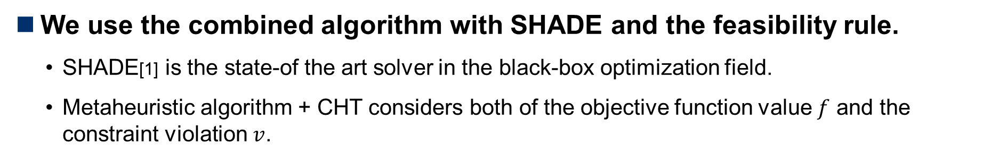 ■ We use the combined algorithm with SHADE and the feasibility rule.
• SHADE[1] is the state-of the art solver in the black-box optimization field.
• Metaheuristic algorithm + CHT considers both of the objective function value 𝑓 and the
constraint violation 𝑣.